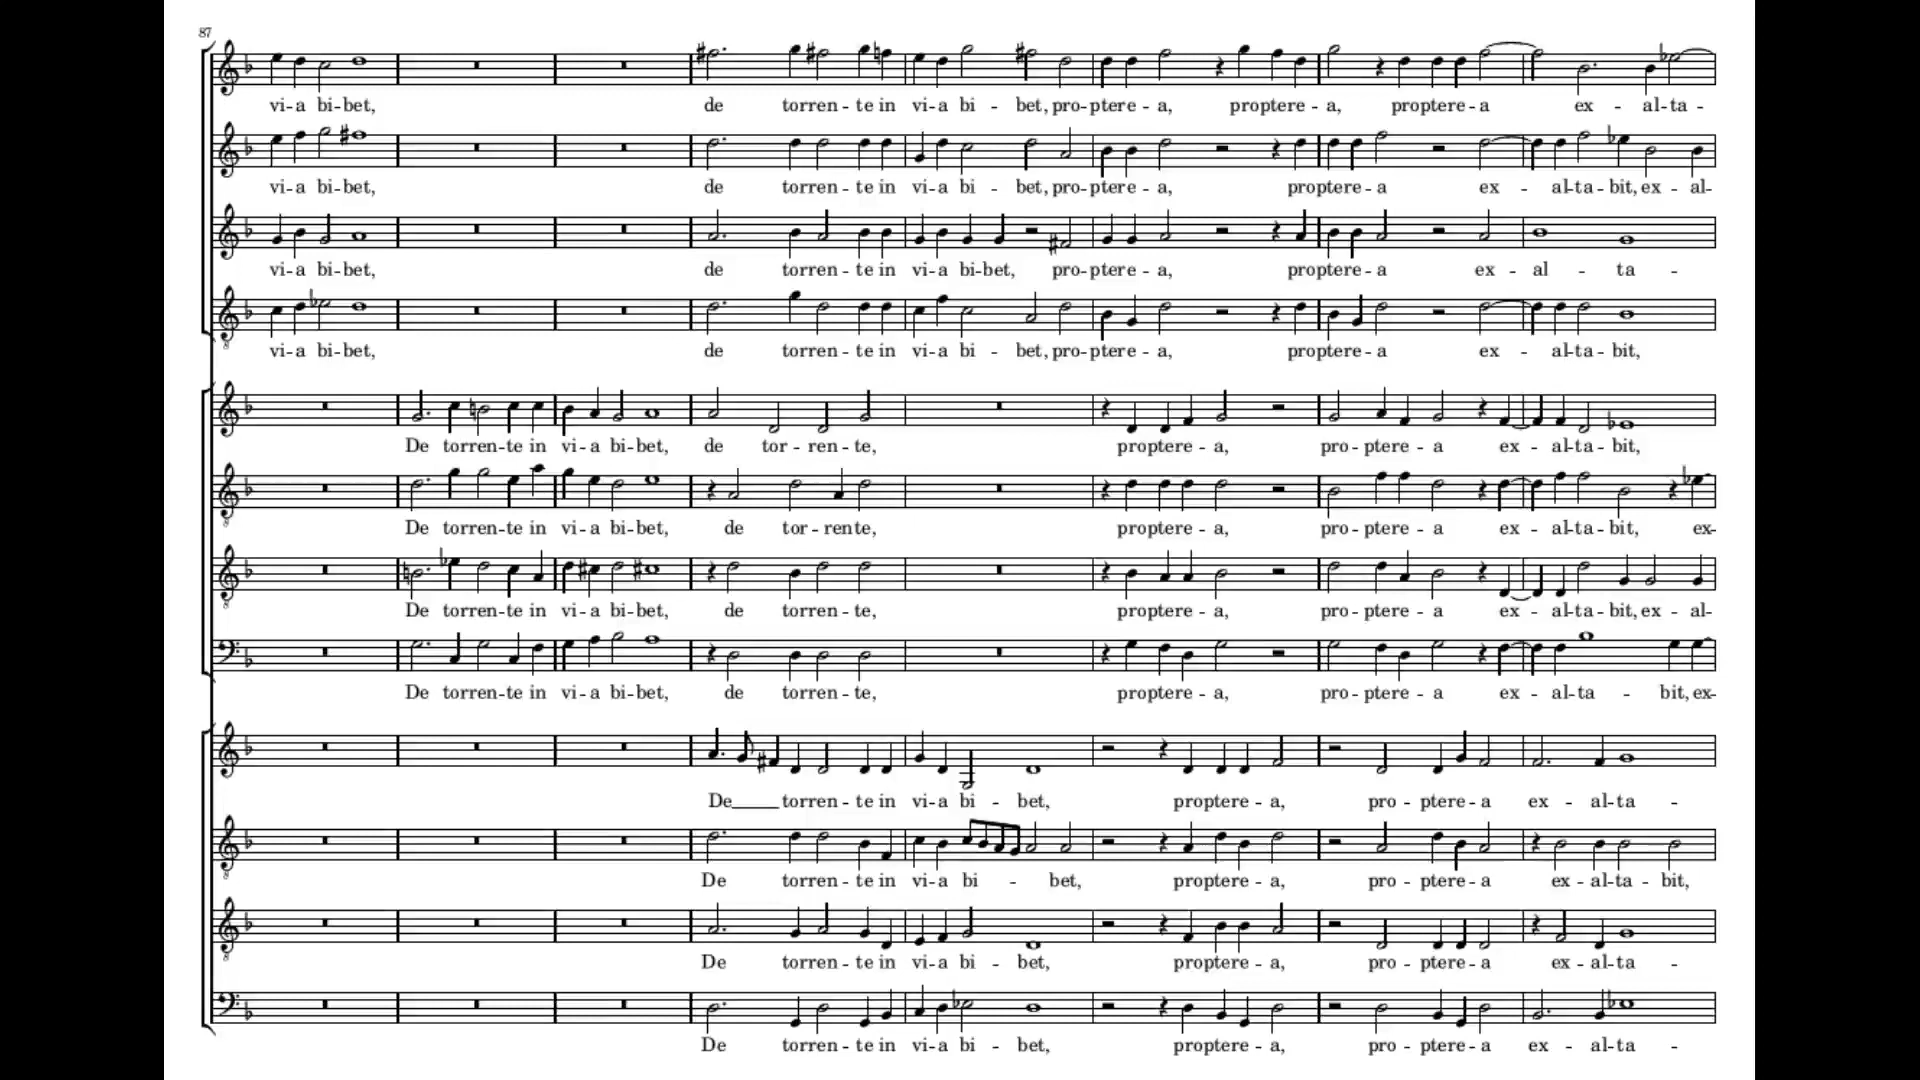 87
vi-a bi-bet, de torren-te in vi-a bi-bet, pro-ptere-a, proptere-a, proptere-a ex-al-ta-
vi-a bi-bet, de torren-te in vi-a bi-bet, pro-ptere-a, proptere-a ex-al-ta-bit, ex-al-
vi-a bi-bet, de torren-te in vi-a bi-bet, pro-ptere-a, proptere-a ex-al-ta-
vi-a bi-bet, de torren-te in vi-a bi-bet, pro-ptere-a, proptere-a ex-al-ta-bit,
De torren-te in vi-a bi-bet, de tor-ren-te, proptere-a, pro-ptere-a ex-al-ta-bit,
De torren-te in vi-a bi-bet, de tor-rente, proptere-a, pro-ptere-a ex-al-ta-bit, ex-
De torren-te in vi-a bi-bet, de torren-te, proptere-a, pro-ptere-a ex-al-ta-bit, ex-al-
De torren-te in vi-a bi-bet, de torren-te, proptere-a, pro-ptere-a ex-al-ta-bit, ex-
De torren-te in vi-a bi-bet, proptere-a, pro-ptere-a ex-al-ta-
De torren-te in vi-a bi-bet, proptere-a, pro-ptere-a ex-al-ta-bit,
De torren-te in vi-a bi-bet, proptere-a, pro-ptere-a ex-al-ta-
De torren-te in vi-a bi-bet, proptere-a, pro-ptere-a ex-al-ta-